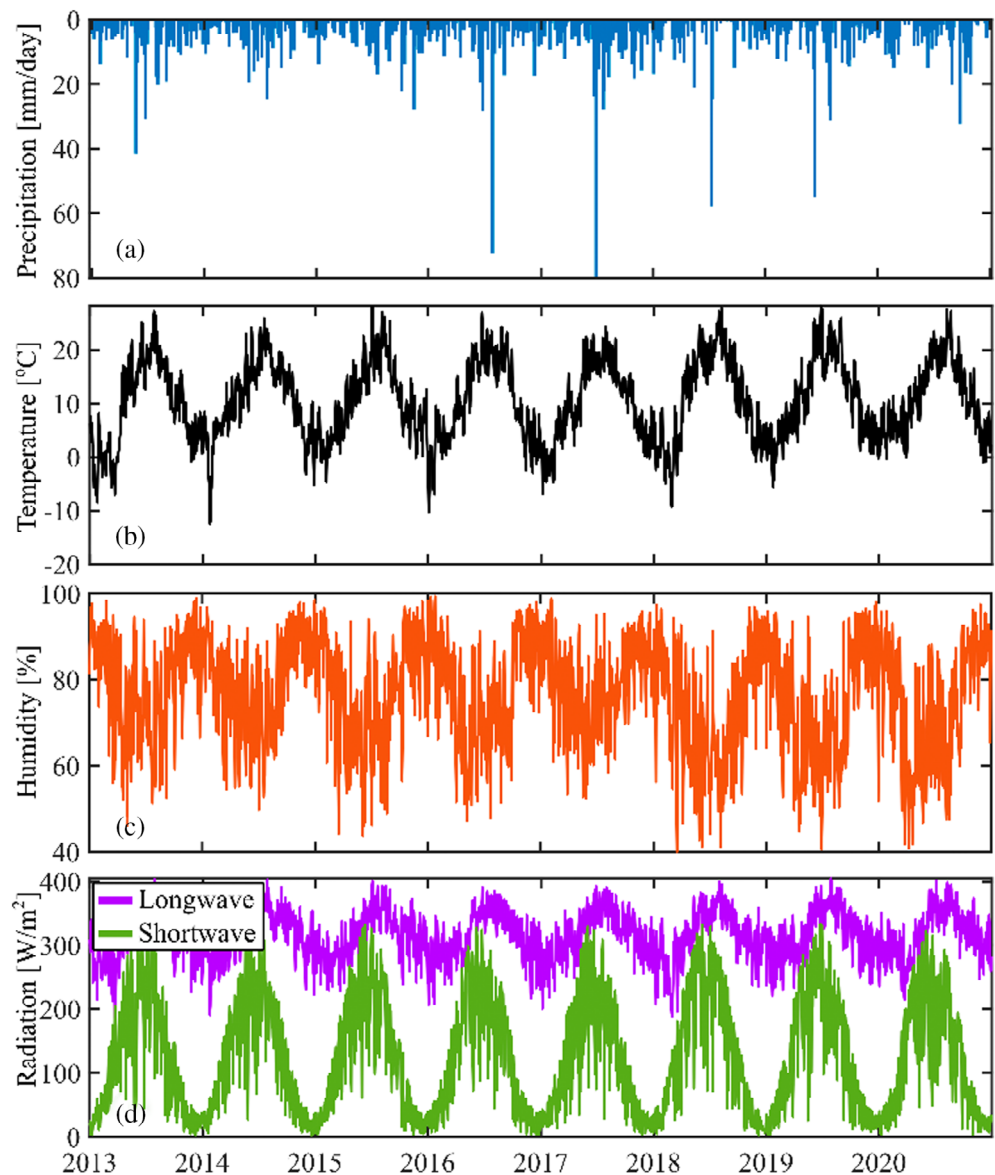 Precipitation [mm/day]
0
20
40
60
80
(a)
Temperature [°C]
20
10
0
-10
-20
(b)
Humidity [%]
100
80
60
40
(c)
Radiation [W/m²]
400
300
200
100
0
Longwave
Shortwave
(d)
2013 2014 2015 2016 2017 2018 2019 2020